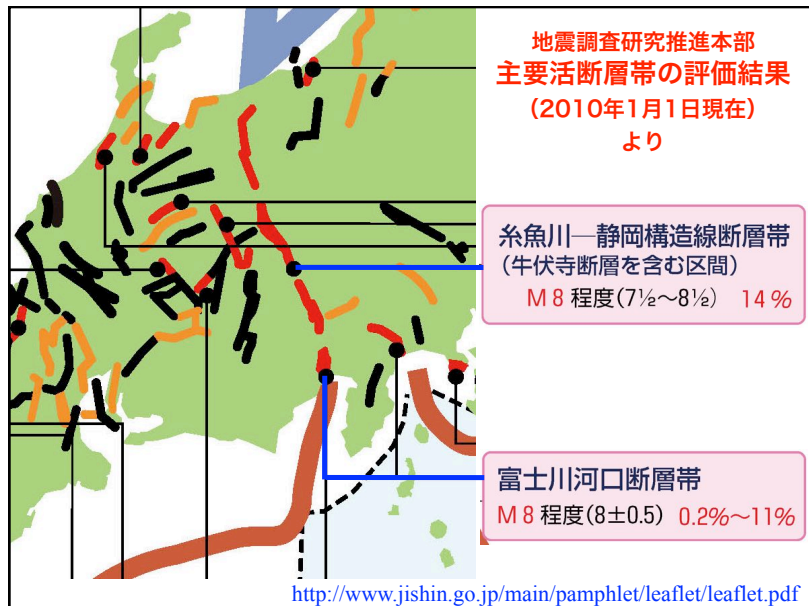 地震調査研究推進本部
主要活断層帯の評価結果
（2010年1月1日現在）
より
糸魚川―静岡構造線断層帯
（牛伏寺断層を含む区間）
M 8 程度(7½～8½) 14％
富士川河口断層帯
M 8 程度(8±0.5) 0.2%～11%
http://www.jishin.go.jp/main/pamphlet/leaflet/leaflet.pdf